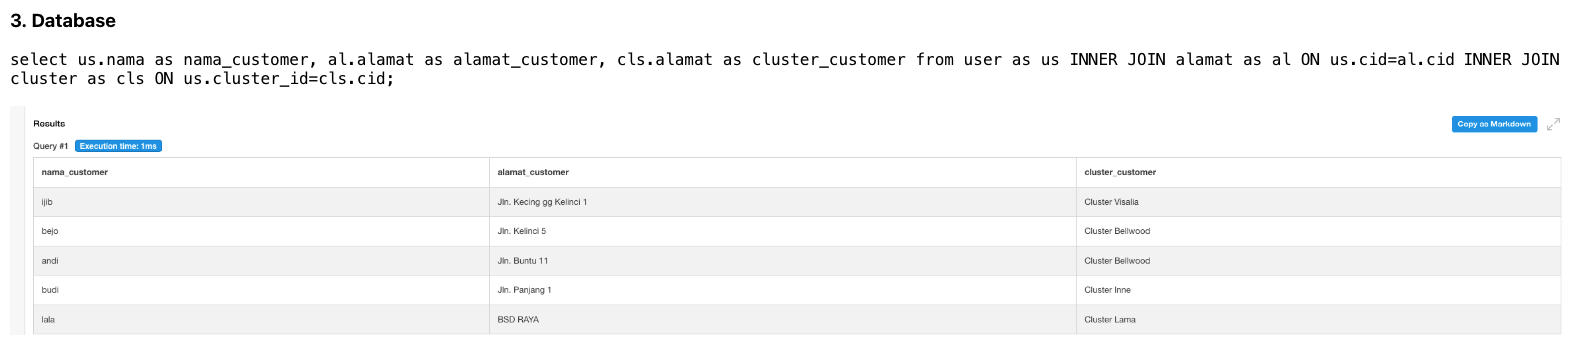 3. Database
select us.nama as nama_customer, al.alamat as alamat_customer, cls.alamat as cluster_customer from user as us INNER JOIN alamat as al ON us.cid=al.cid INNER JOIN
cluster as cls ON us.cluster_id=cls.cid;
Results Copy as Markdown
Query #1 Execution time: 1ms
nama_customer alamat_customer cluster_customer
ijib Jln. Kecing gg Kelinci 1 Cluster Visalia
bejo Jln. Kelinci 5 Cluster Bellwood
andi Jln. Buntu 11 Cluster Bellwood
budi Jln. Panjang 1 Cluster Inne
lala BSD RAYA Cluster Lama